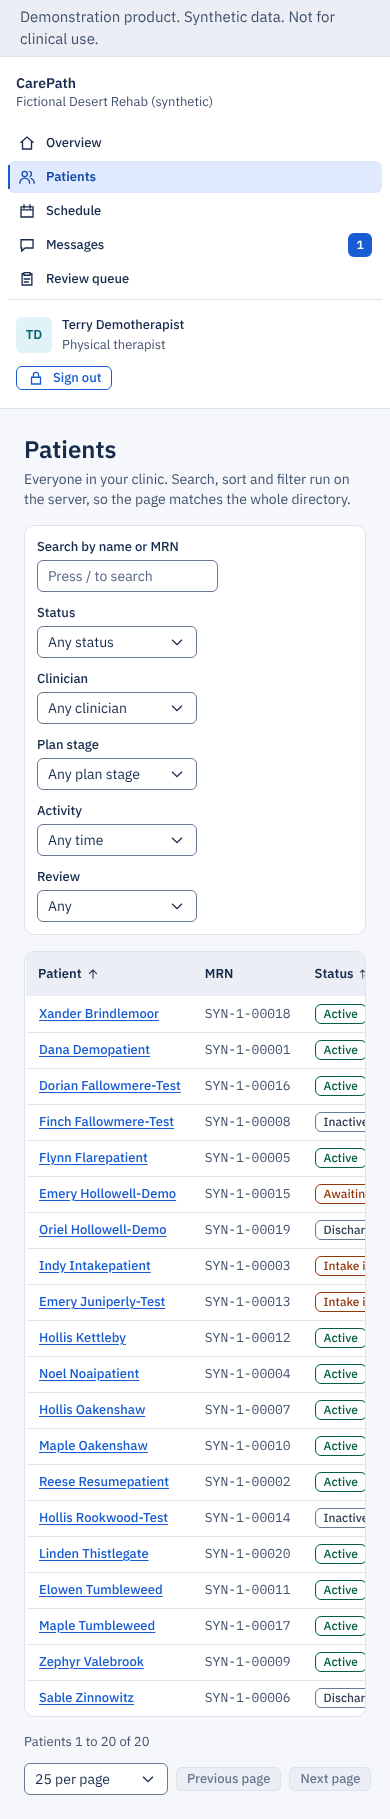 Demonstration product. Synthetic data. Not for
clinical use.
CarePath
Fictional Desert Rehab (synthetic)
Overview
Patients
Schedule
Messages 1
Review queue
TD
Terry Demotherapist
Physical therapist
Sign out
Patients
Everyone in your clinic. Search, sort and filter run on
the server, so the page matches the whole directory.
Search by name or MRN
Press / to search
Status
Any status
Clinician
Any clinician
Plan stage
Any plan stage
Activity
Any time
Review
Any
Patient ↑ MRN Status ↑
Xander Brindlemoor SYN-1-00018 Active
Dana Demopatient SYN-1-00001 Active
Dorian Fallowmere-Test SYN-1-00016 Active
Finch Fallowmere-Test SYN-1-00008 Inactive
Flynn Flarepatient SYN-1-00005 Active
Emery Hollowell-Demo SYN-1-00015 Awaitin
Oriel Hollowell-Demo SYN-1-00019 Dischar
Indy Intakepatient SYN-1-00003 Intake i
Emery Juniperly-Test SYN-1-00013 Intake i
Hollis Kettleby SYN-1-00012 Active
Noel Noaipatient SYN-1-00004 Active
Hollis Oakenshaw SYN-1-00007 Active
Maple Oakenshaw SYN-1-00010 Active
Reese Resumepatient SYN-1-00002 Active
Hollis Rookwood-Test SYN-1-00014 Inactive
Linden Thistlegate SYN-1-00020 Active
Elowen Tumbleweed SYN-1-00011 Active
Maple Tumbleweed SYN-1-00017 Active
Zephyr Valebrook SYN-1-00009 Active
Sable Zinnowitz SYN-1-00006 Dischar
Patients 1 to 20 of 20
25 per page Previous page Next page